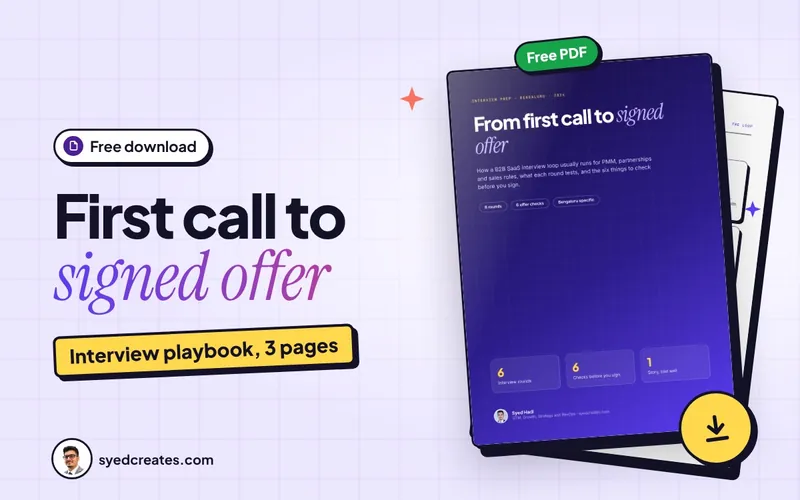 Free download
First call to
signed offer
Interview playbook, 3 pages
syedcreates.com
Free PDF
INTERVIEW PREP · BENGALURU · 2026
From first call to signed
offer
How a B2B SaaS interview loop usually runs for PMM, partnerships
and sales roles, what each round tests, and the six things to check
before you sign.
6 rounds
6 offer checks
Bengaluru specific
6
Interview rounds
6
Checks before you sign
1
Story, told well
Syed Hadi